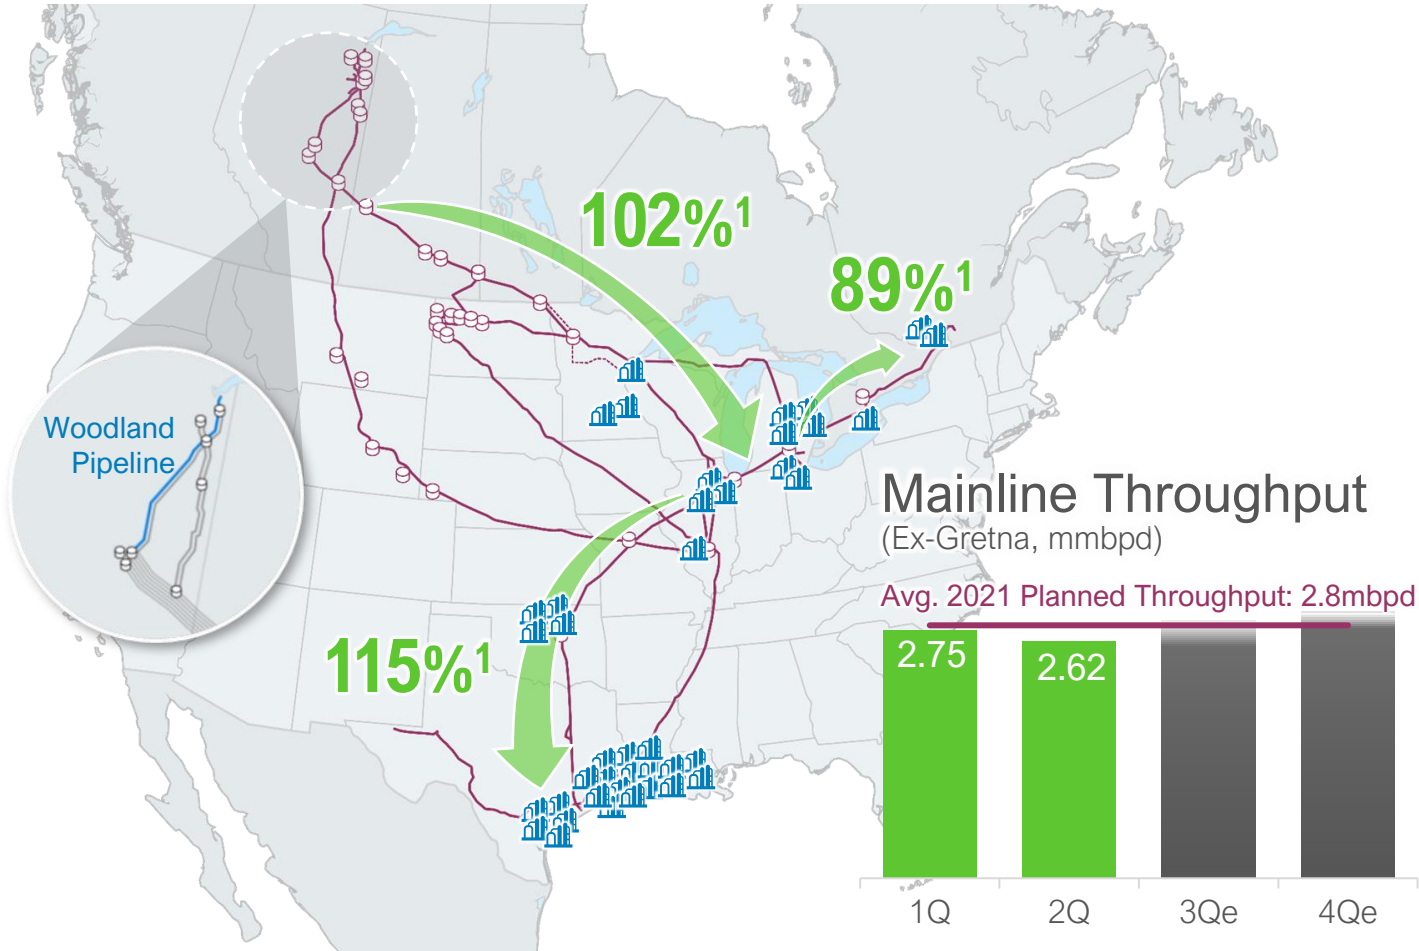 102%¹
89%¹
Woodland
Pipeline
115%¹
Mainline Throughput
(Ex-Gretna, mmbpd)
Avg. 2021 Planned Throughput: 2.8mbpd
2.75
2.62
1Q
2Q
3Qe
4Qe